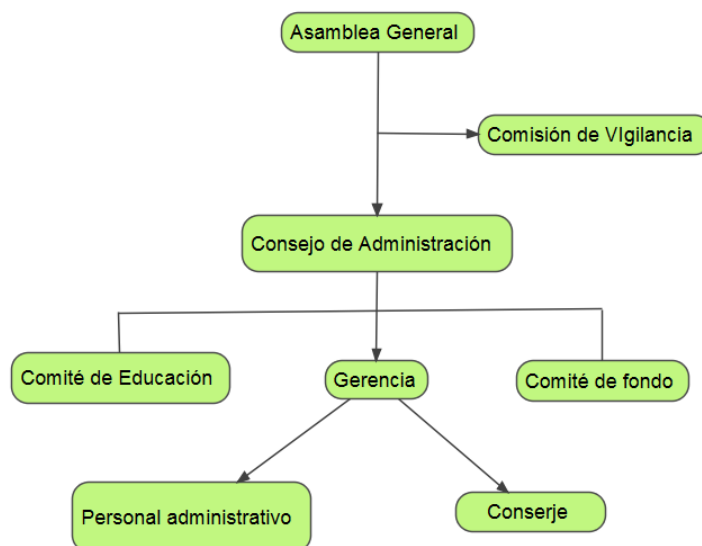 Asamblea General
Comisión de VIgilancia
Consejo de Administración
Comité de Educación
Gerencia
Comité de fondo
Personal administrativo
Conserje